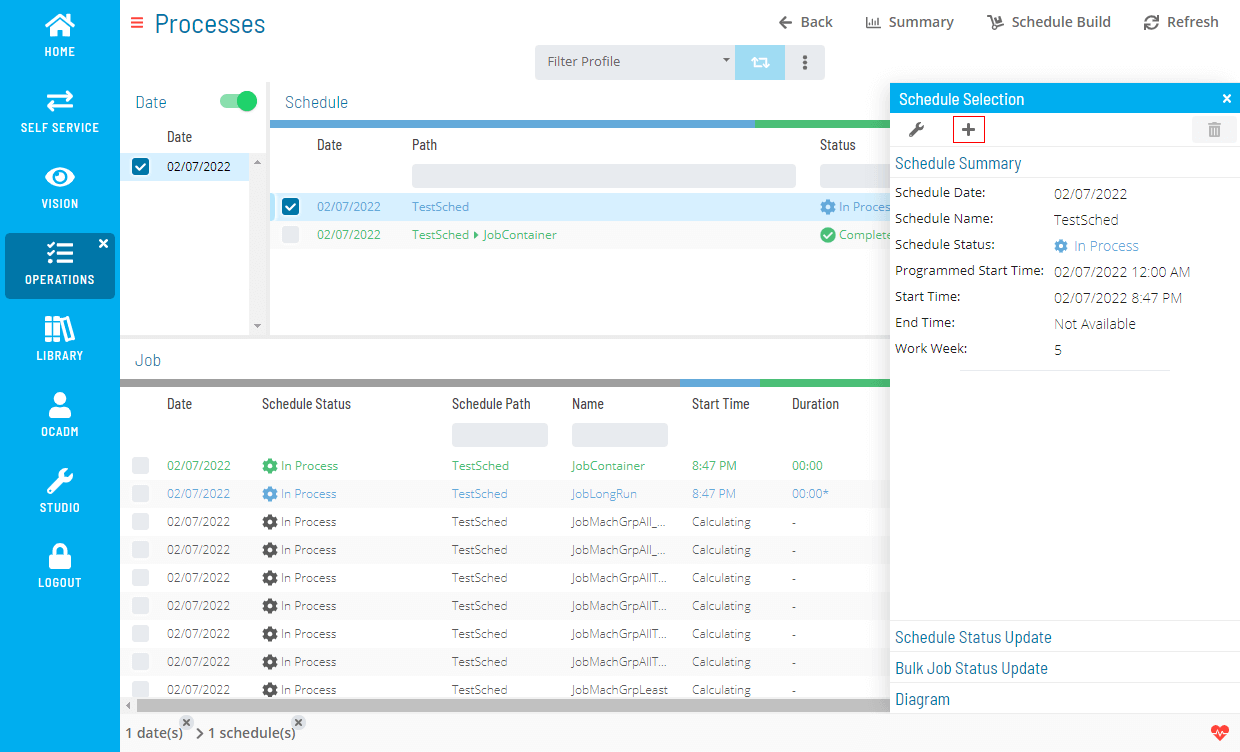 HOME
SELF SERVICE
VISION
OPERATIONS
LIBRARY
OCADM
STUDIO
LOGOUT
Processes
Back Summary Schedule Build Refresh
Filter Profile
Date
Date
02/07/2022
Schedule
Date Path Status
02/07/2022 TestSched In Proces
02/07/2022 TestSched JobContainer Complete
Job
Date Schedule Status Schedule Path Name Start Time Duration
02/07/2022 In Process TestSched JobContainer 8:47 PM 00:00
02/07/2022 In Process TestSched JobLongRun 8:47 PM 00:00*
02/07/2022 In Process TestSched JobMachGrpAll_... Calculating -
02/07/2022 In Process TestSched JobMachGrpAll_... Calculating -
02/07/2022 In Process TestSched JobMachGrpAllT... Calculating -
02/07/2022 In Process TestSched JobMachGrpAllT... Calculating -
02/07/2022 In Process TestSched JobMachGrpAllT... Calculating -
02/07/2022 In Process TestSched JobMachGrpAllT... Calculating -
02/07/2022 In Process TestSched JobMachGrpLeast Calculating -
1 date(s) 1 schedule(s)
Schedule Selection
Schedule Summary
Schedule Date: 02/07/2022
Schedule Name: TestSched
Schedule Status: In Process
Programmed Start Time: 02/07/2022 12:00 AM
Start Time: 02/07/2022 8:47 PM
End Time: Not Available
Work Week: 5
Schedule Status Update
Bulk Job Status Update
Diagram